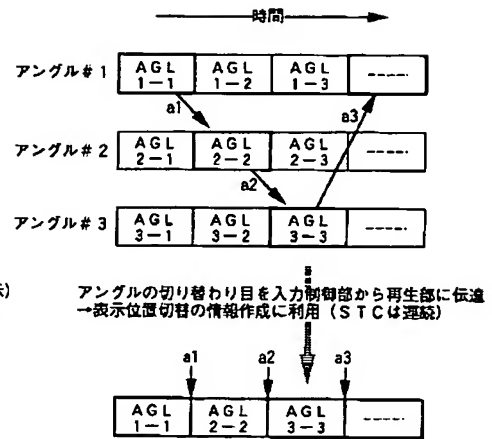 時間
アングル#1
AGL 1-1
AGL 1-2
AGL 1-3
-----
a1
a3
アングル#2
AGL 2-1
AGL 2-2
AGL 2-3
-----
a2
アングル#3
AGL 3-1
AGL 3-2
AGL 3-3
-----
示)
アングルの切り替わり目を入力制御部から再生部に伝達
→表示位置切替の情報作成に利用(STCは連続)
a1
a2
a3
AGL 1-1
AGL 2-2
AGL 3-3
-----